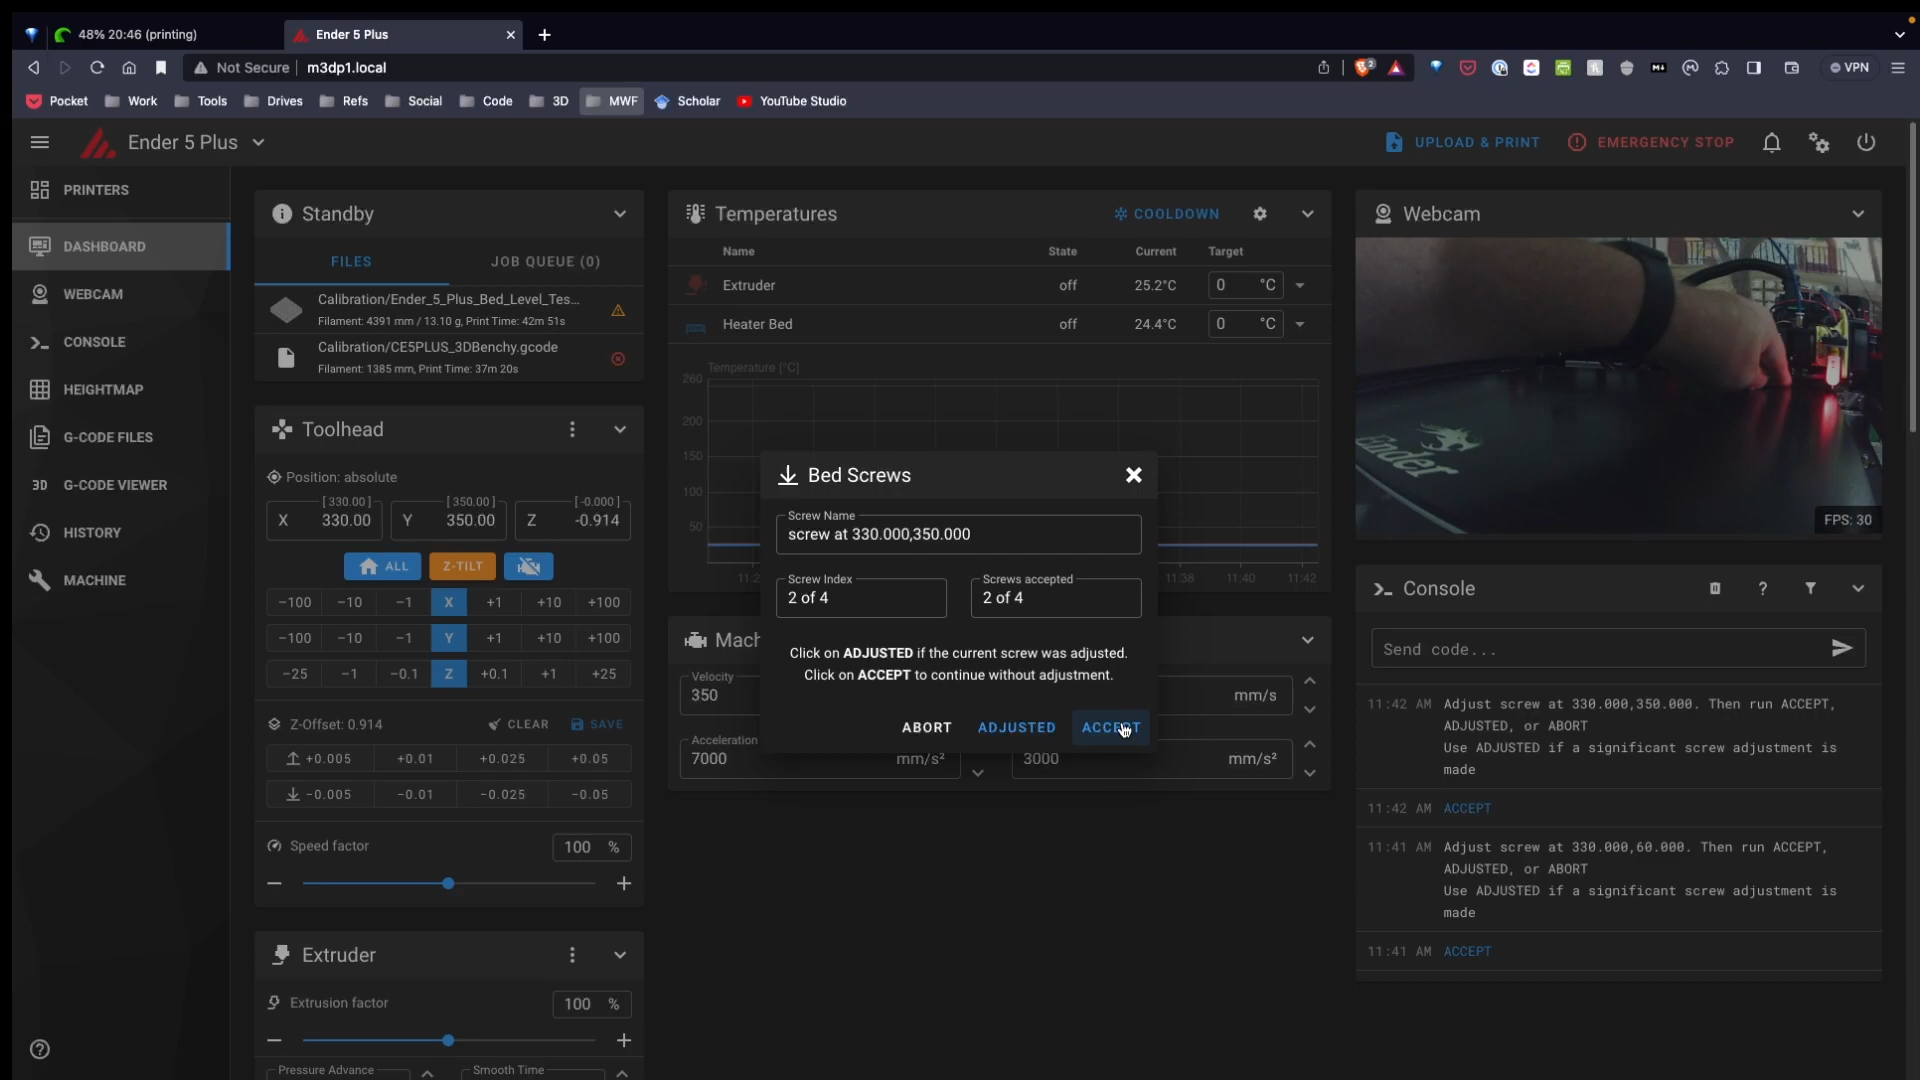 48% 20:46 (printing)
Ender 5 Plus
Not Secure
m3dp1.local
2
VPN
Pocket
Work
Tools
Drives
Refs
Social
Code
3D
MWF
Scholar
YouTube Studio
Ender 5 Plus
UPLOAD & PRINT
EMERGENCY STOP
PRINTERS
DASHBOARD
WEBCAM
CONSOLE
HEIGHTMAP
G-CODE FILES
3D G-CODE VIEWER
HISTORY
MACHINE
Standby
FILES
JOB QUEUE (0)
Calibration/Ender_5_Plus_Bed_Level_Tes...
Filament: 4391 mm / 13.10 g, Print Time: 42m 51s
Calibration/CE5PLUS_3DBenchy.gcode
Filament: 1385 mm, Print Time: 37m 20s
Toolhead
Position: absolute
[ 330.00 ] [ 350.00 ] [ -0.000 ]
X 330.00 Y 350.00 Z -0.914
ALL Z-TILT
−100 −10 −1 X +1 +10 +100
−100 −10 −1 Y +1 +10 +100
−25 −1 −0.1 Z +0.1 +1 +25
Z-Offset: 0.914 CLEAR SAVE
+0.005 +0.01 +0.025 +0.05
−0.005 −0.01 −0.025 −0.05
Speed factor 100 %
Extruder
Extrusion factor 100 %
Pressure Advance Smooth Time
Temperatures
COOLDOWN
Name State Current Target
Extruder off 25.2°C 0 °C
Heater Bed off 24.4°C 0 °C
Temperature [°C]
260
200
150
100
50
11:2 11:38 11:40 11:42
Bed Screws
Screw Name
screw at 330.000,350.000
Screw Index
2 of 4
Screws accepted
2 of 4
Click on ADJUSTED if the current screw was adjusted.
Click on ACCEPT to continue without adjustment.
ABORT ADJUSTED ACCEPT
Mach
Velocity
350
mm/s
Acceleration
7000 mm/s²
3000 mm/s²
Webcam
Ender
FPS: 30
Console
Send code...
11:42 AM Adjust screw at 330.000,350.000. Then run ACCEPT,
ADJUSTED, or ABORT
Use ADJUSTED if a significant screw adjustment is
made
11:42 AM ACCEPT
11:41 AM Adjust screw at 330.000,60.000. Then run ACCEPT,
ADJUSTED, or ABORT
Use ADJUSTED if a significant screw adjustment is
made
11:41 AM ACCEPT